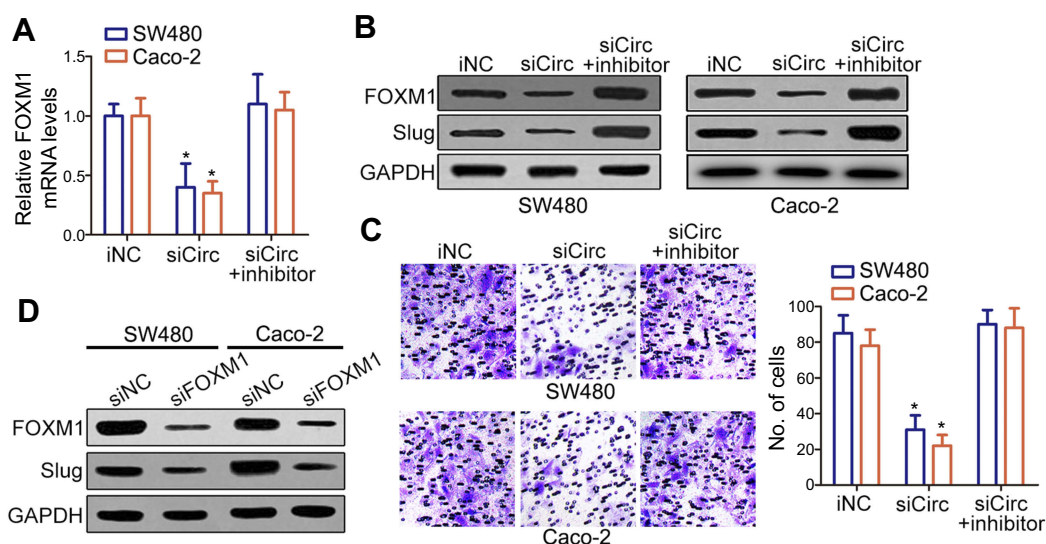 A
SW480
Caco-2
Relative FOXM1
mRNA levels
1.5
1.0
0.5
0.0
*
*
iNC
siCirc
siCirc
+inhibitor
B
iNC
siCirc
siCirc
+inhibitor
iNC
siCirc
siCirc
+inhibitor
FOXM1
Slug
GAPDH
SW480
Caco-2
C
iNC
siCirc
siCirc
+inhibitor
SW480
Caco-2
SW480
Caco-2
No. of cells
100
80
60
40
20
0
*
*
iNC
siCirc
siCirc
+inhibitor
D
SW480
Caco-2
siNC
siFOXM1
siNC
siFOXM1
FOXM1
Slug
GAPDH